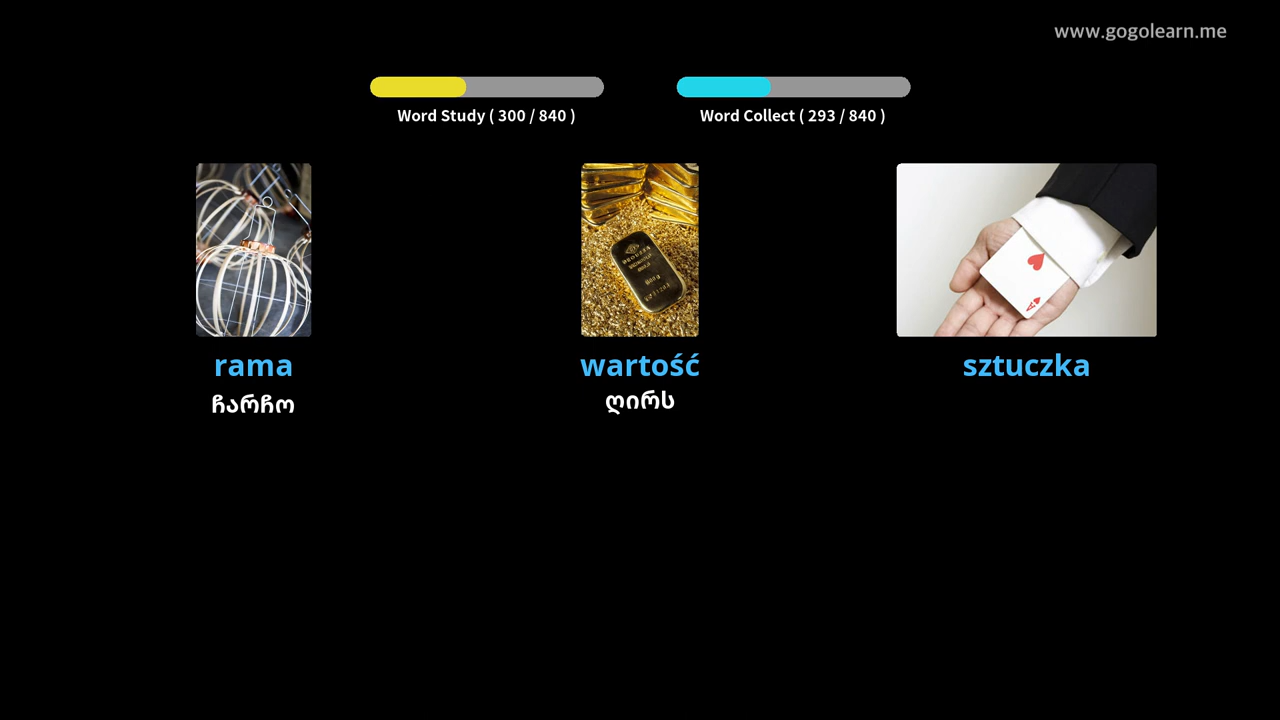 www.gogolearn.me
Word Study ( 300 / 840 )
Word Collect ( 293 / 840 )
rama
wartość
sztuczka
ჩარჩო
ღირს